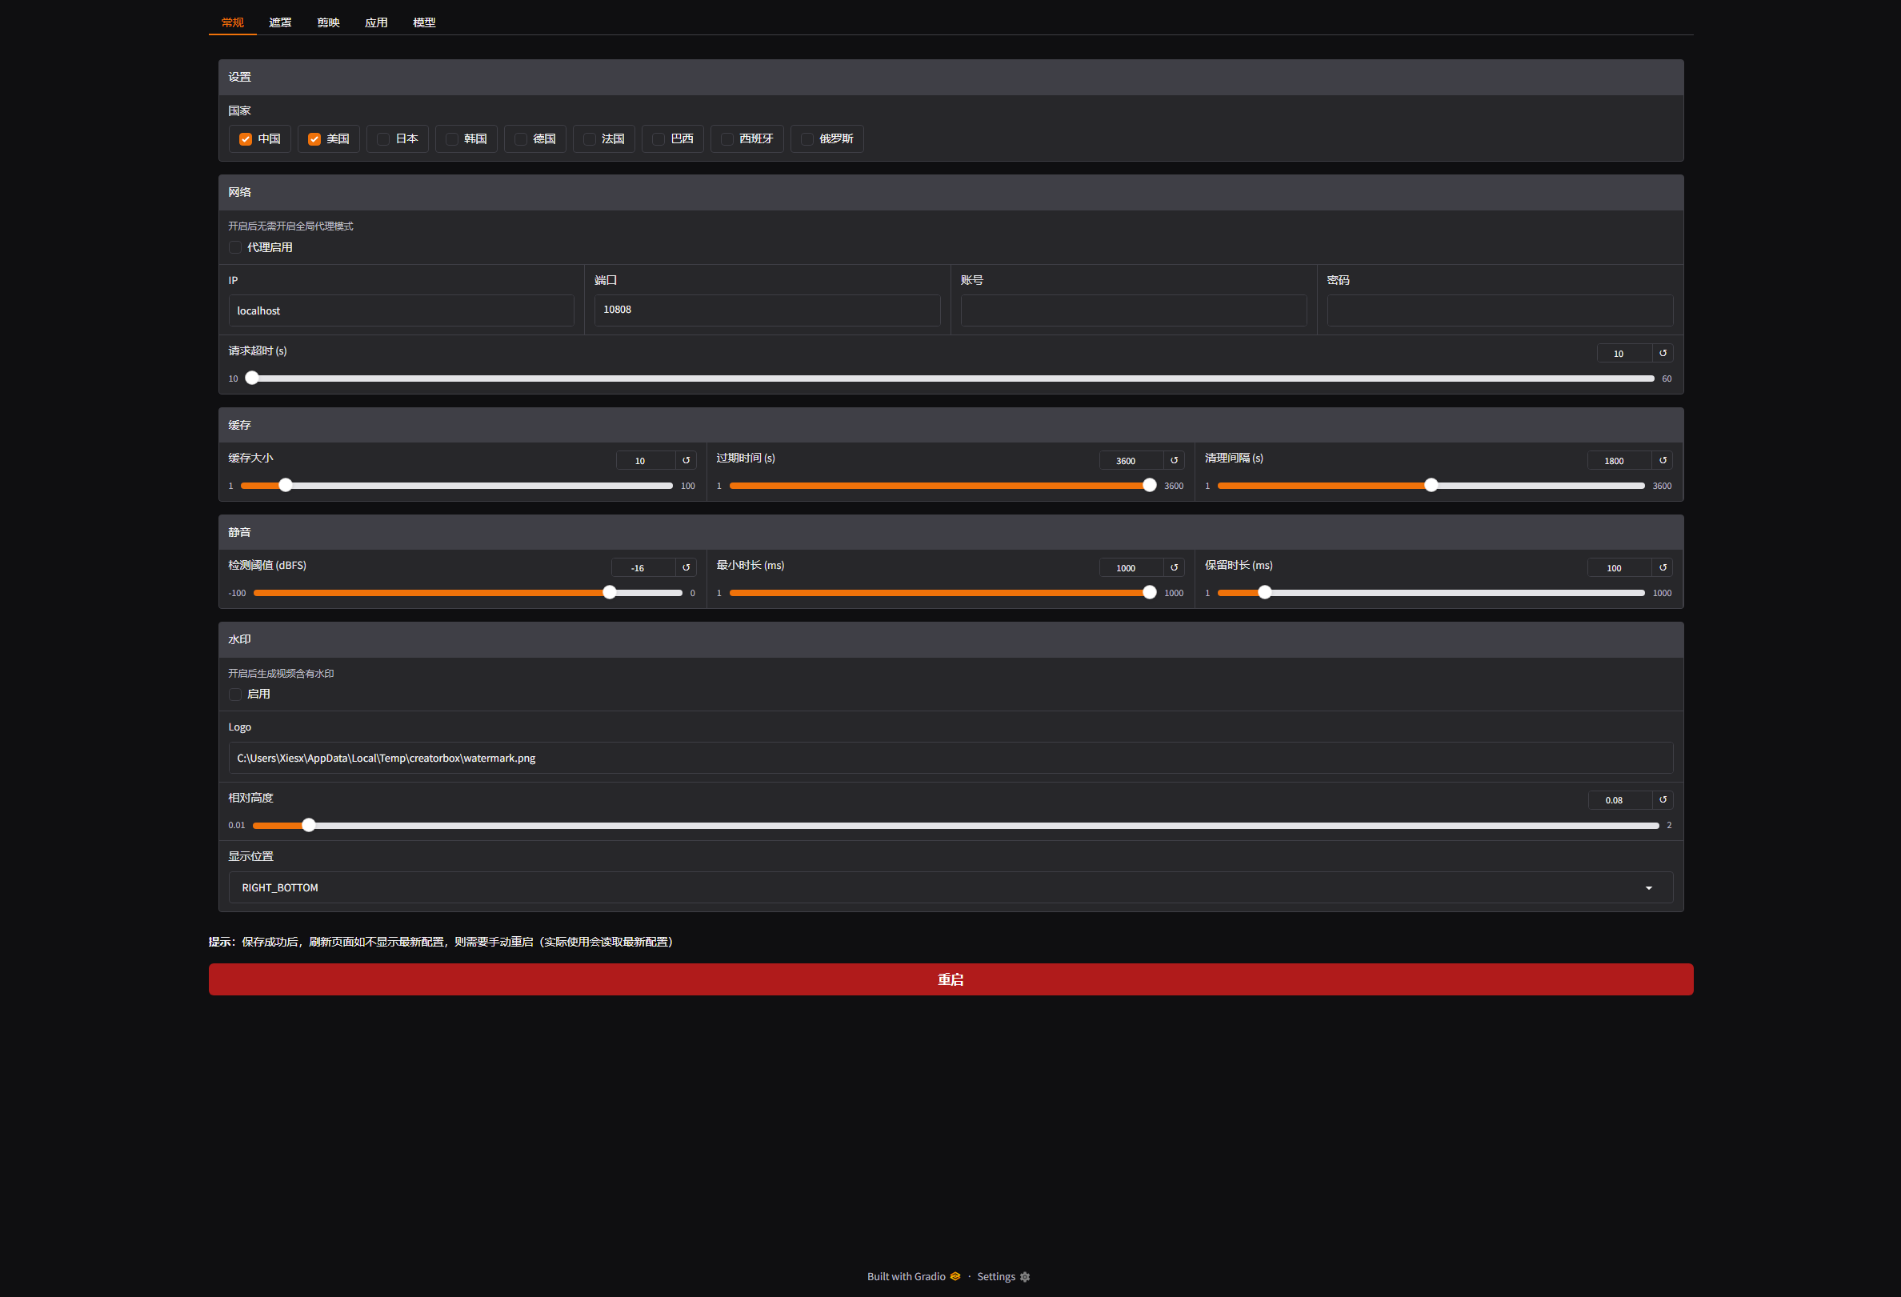 常规 遮罩 剪映 应用 模型
设置
国家
中国 美国 日本 韩国 德国 法国 巴西 西班牙 俄罗斯
网络
开启后无需开启全局代理模式
代理启用
IP 端口 账号 密码
localhost 10808
请求超时 (s) 10 ↺
10 60
缓存
缓存大小 10 ↺ 过期时间 (s) 3600 ↺ 清理间隔 (s) 1800 ↺
1 100 1 3600 1 3600
静音
检测阈值 (dBFS) -16 ↺ 最小时长 (ms) 1000 ↺ 保留时长 (ms) 100 ↺
-100 0 1 1000 1 1000
水印
开启后生成视频含有水印
启用
Logo
C:\Users\Xiesx\AppData\Local\Temp\creatorbox\watermark.png
相对高度 0.08 ↺
0.01 2
显示位置
RIGHT_BOTTOM
提示：保存成功后，刷新页面如不显示最新配置，则需要手动重启（实际使用会读取最新配置）
重启
Built with Gradio · Settings